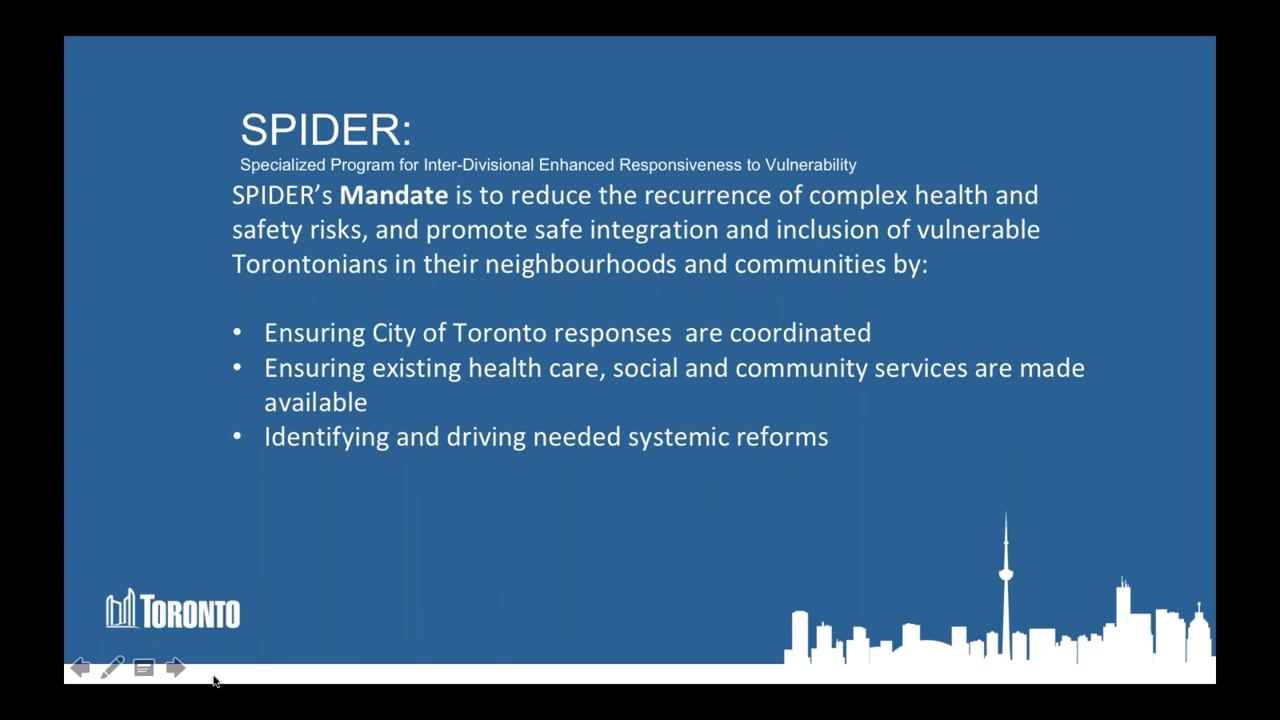 SPIDER:
Specialized Program for Inter-Divisional Enhanced Responsiveness to Vulnerability
SPIDER’s Mandate is to reduce the recurrence of complex health and
safety risks, and promote safe integration and inclusion of vulnerable
Torontonians in their neighbourhoods and communities by:
• Ensuring City of Toronto responses  are coordinated
• Ensuring existing health care, social and community services are made
available
• Identifying and driving needed systemic reforms
TORONTO